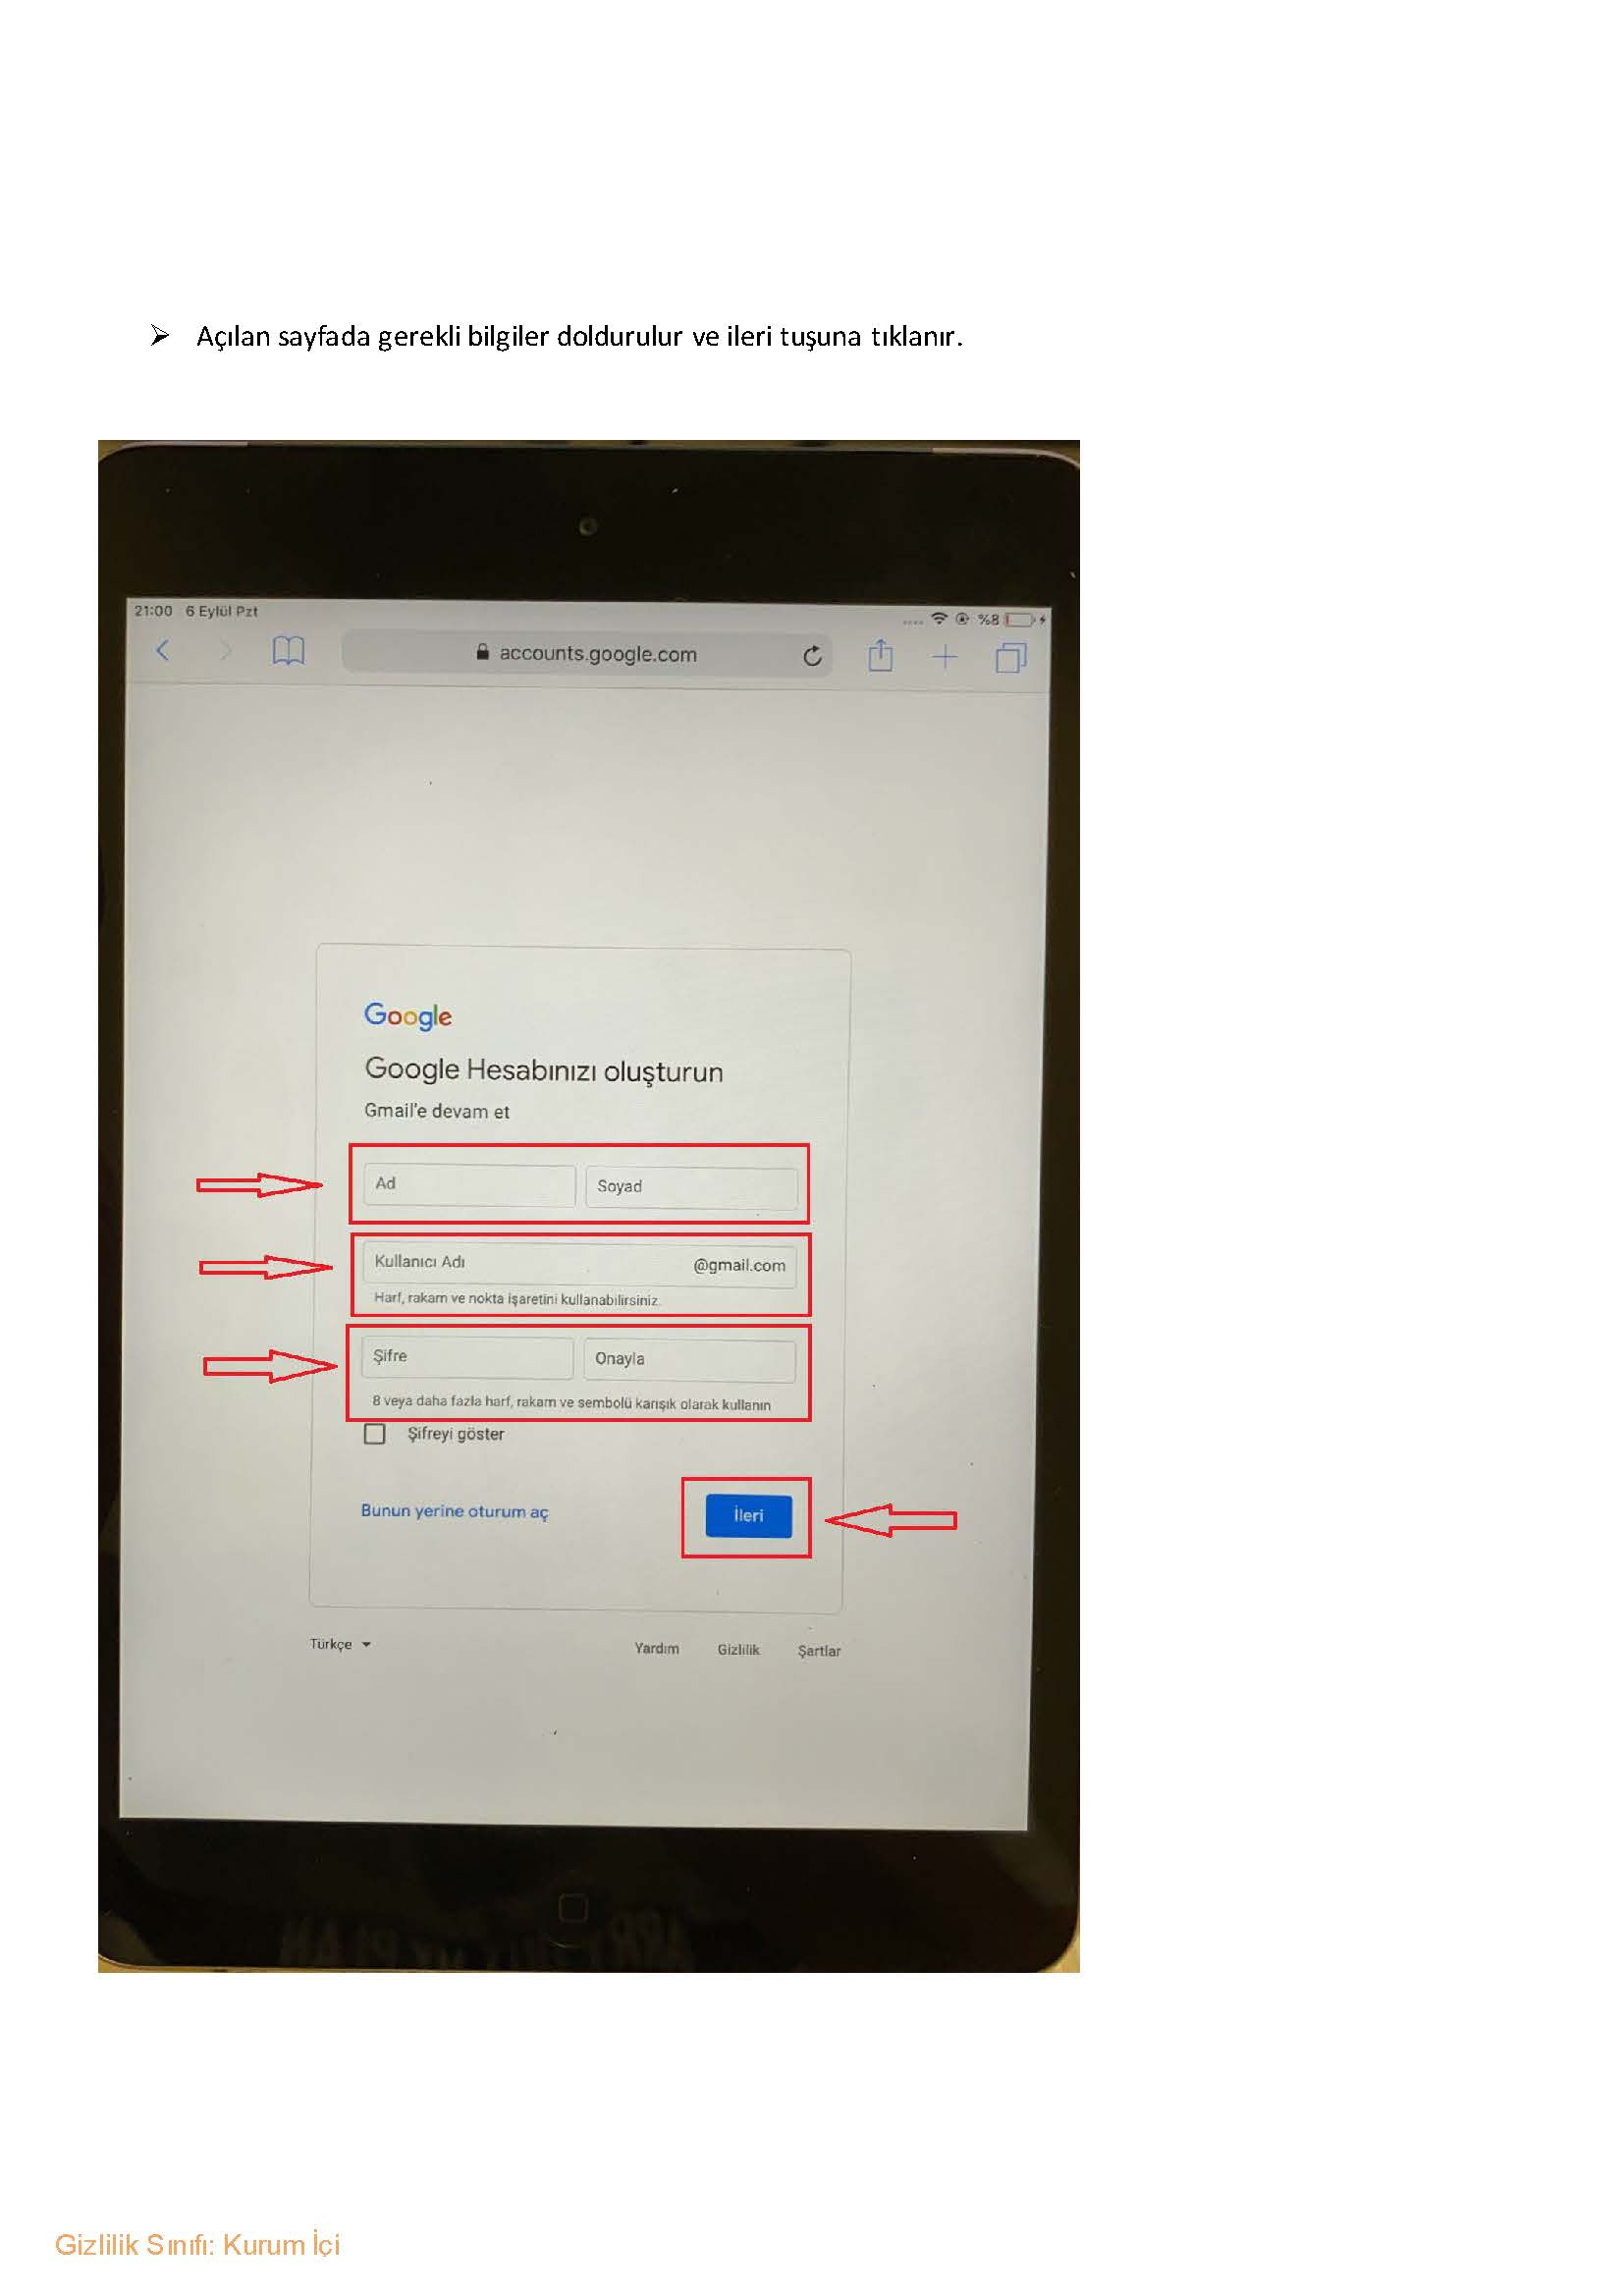 Açılan sayfada gerekli bilgiler doldurulur ve ileri tuşuna tıklanır.
21:00 6 Eylül Pzt
%8
accounts.google.com
Google
Google Hesabınızı oluşturun
Gmail'e devam et
Ad Soyad
Kullanıcı Adı @gmail.com
Harf, rakam ve nokta işaretini kullanabilirsiniz.
Şifre Onayla
8 veya daha fazla harf, rakam ve sembolü karışık olarak kullanın
Şifreyi göster
Bunun yerine oturum aç İleri
Türkçe Yardım Gizlilik Şartlar
Gizlilik Sınıfı: Kurum İçi